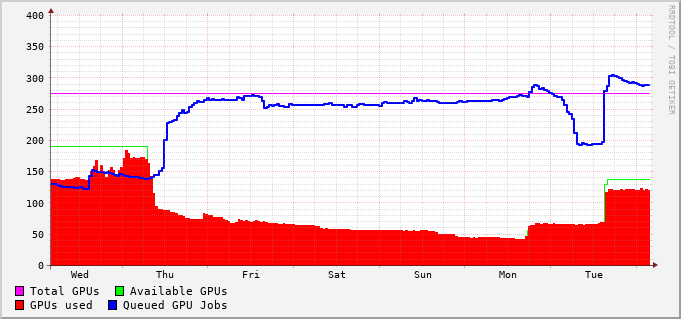 RRDTOOL / TOBI OETIKER
400
350
300
250
200
150
100
50
0
Wed Thu Fri Sat Sun Mon Tue
Total GPUs Available GPUs
GPUs used Queued GPU Jobs